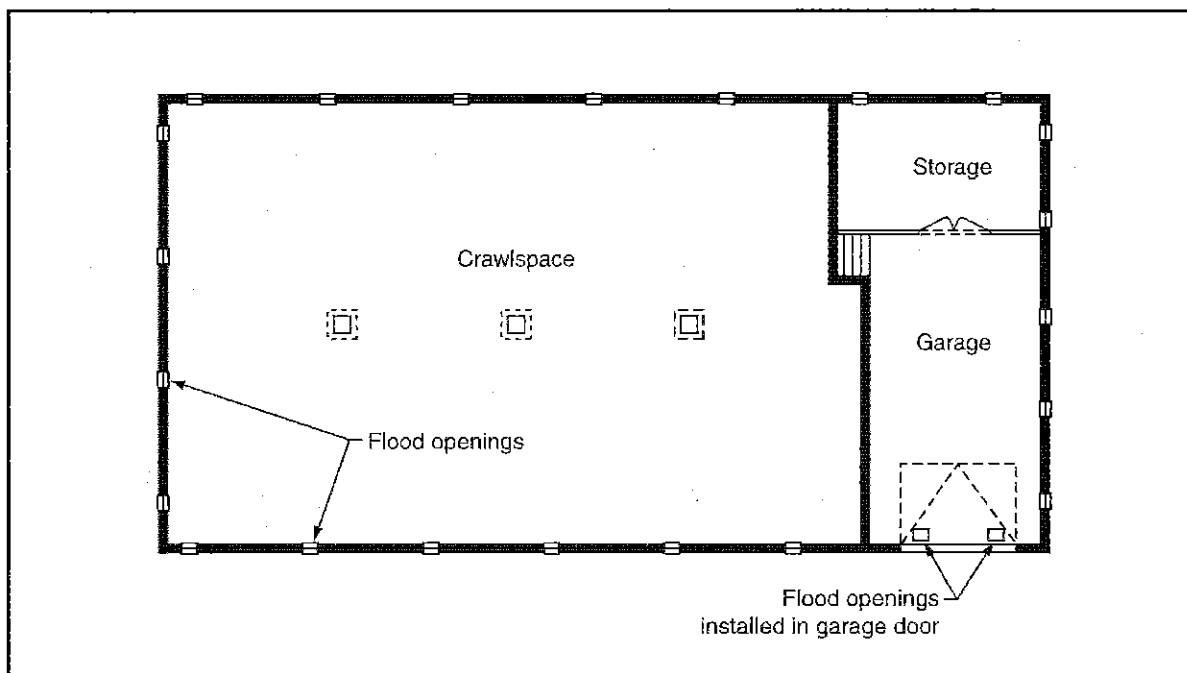 Storage
Crawlspace
Garage
Flood openings
Flood openings
installed in garage door